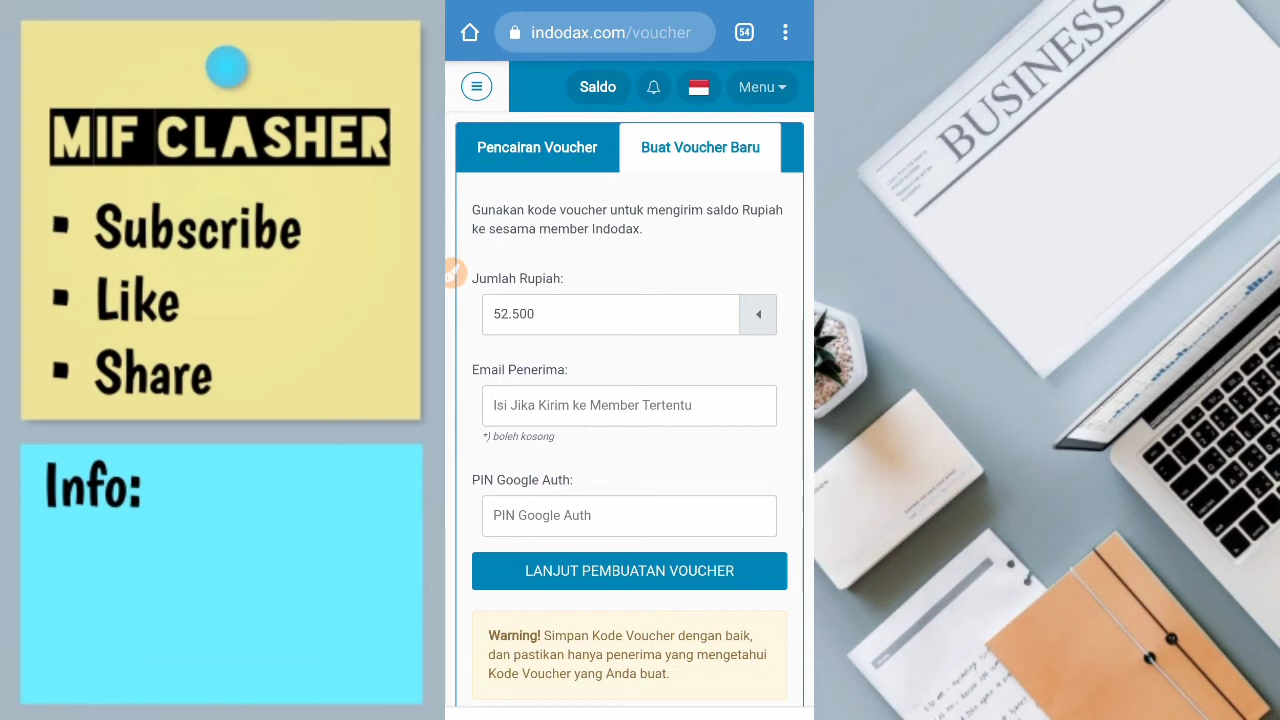 MIF CLASHER
▪ Subscribe
▪ Like
▪ Share
Info:
indodax.com/voucher
54
Saldo
Menu
Pencairan Voucher
Buat Voucher Baru
Gunakan kode voucher untuk mengirim saldo Rupiah
ke sesama member Indodax.
Jumlah Rupiah:
52.500
Email Penerima:
Isi Jika Kirim ke Member Tertentu
*) boleh kosong
PIN Google Auth:
PIN Google Auth
LANJUT PEMBUATAN VOUCHER
Warning! Simpan Kode Voucher dengan baik,
dan pastikan hanya penerima yang mengetahui
Kode Voucher yang Anda buat.
BUSINESS